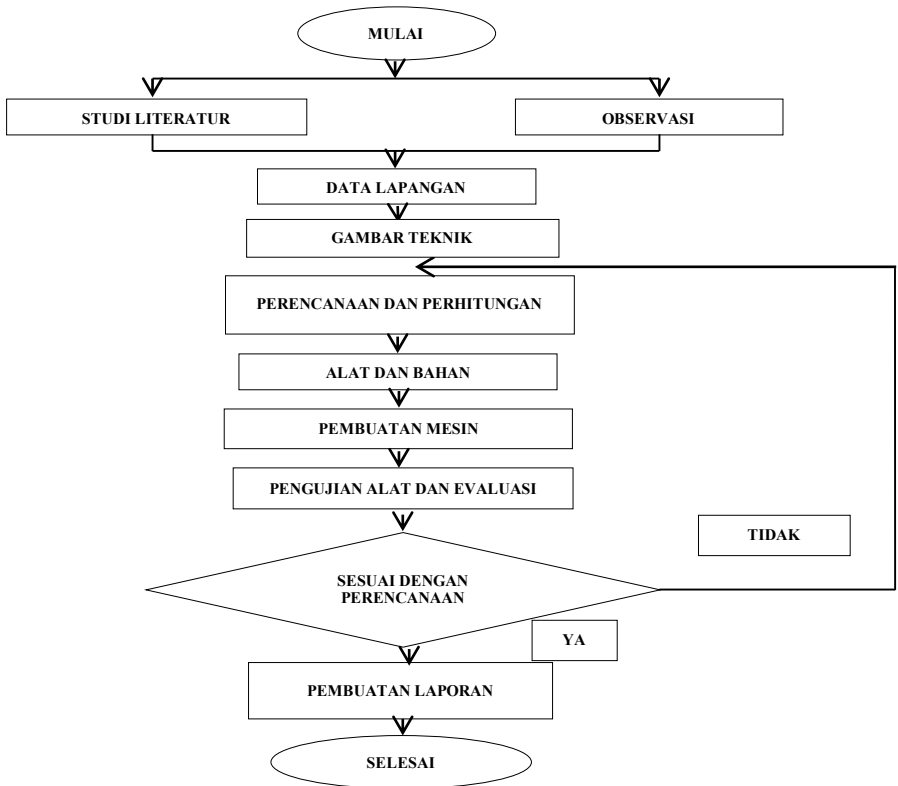 MULAI
STUDI LITERATUR
OBSERVASI
DATA LAPANGAN
GAMBAR TEKNIK
PERENCANAAN DAN PERHITUNGAN
ALAT DAN BAHAN
PEMBUATAN MESIN
PENGUJIAN ALAT DAN EVALUASI
TIDAK
SESUAI DENGAN
PERENCANAAN
YA
PEMBUATAN LAPORAN
SELESAI